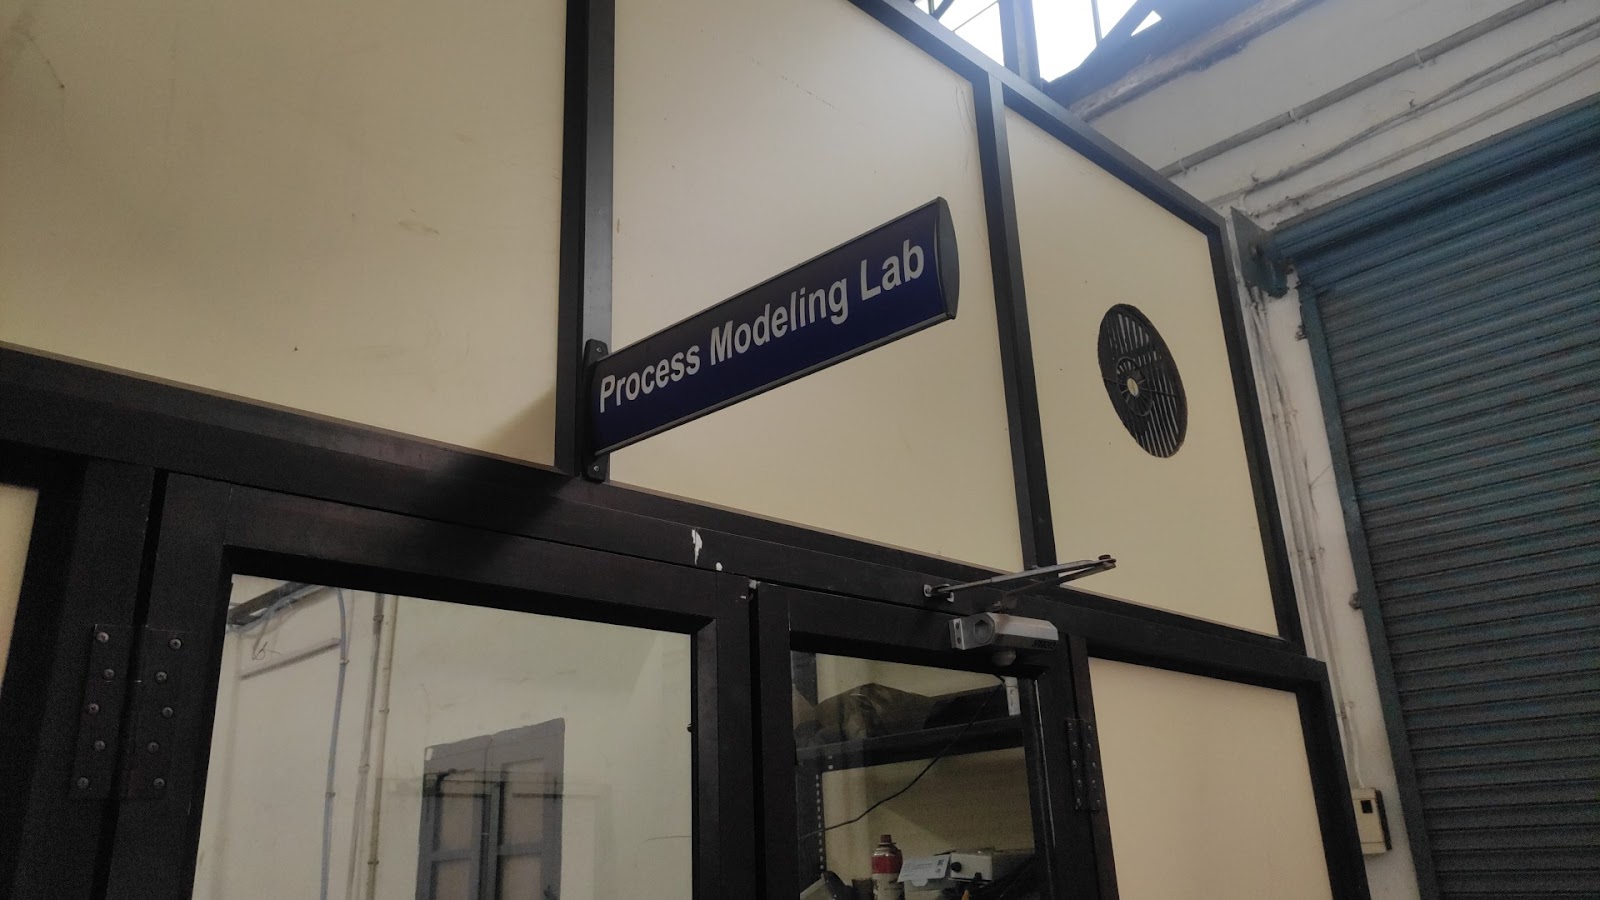 Process Modeling Lab